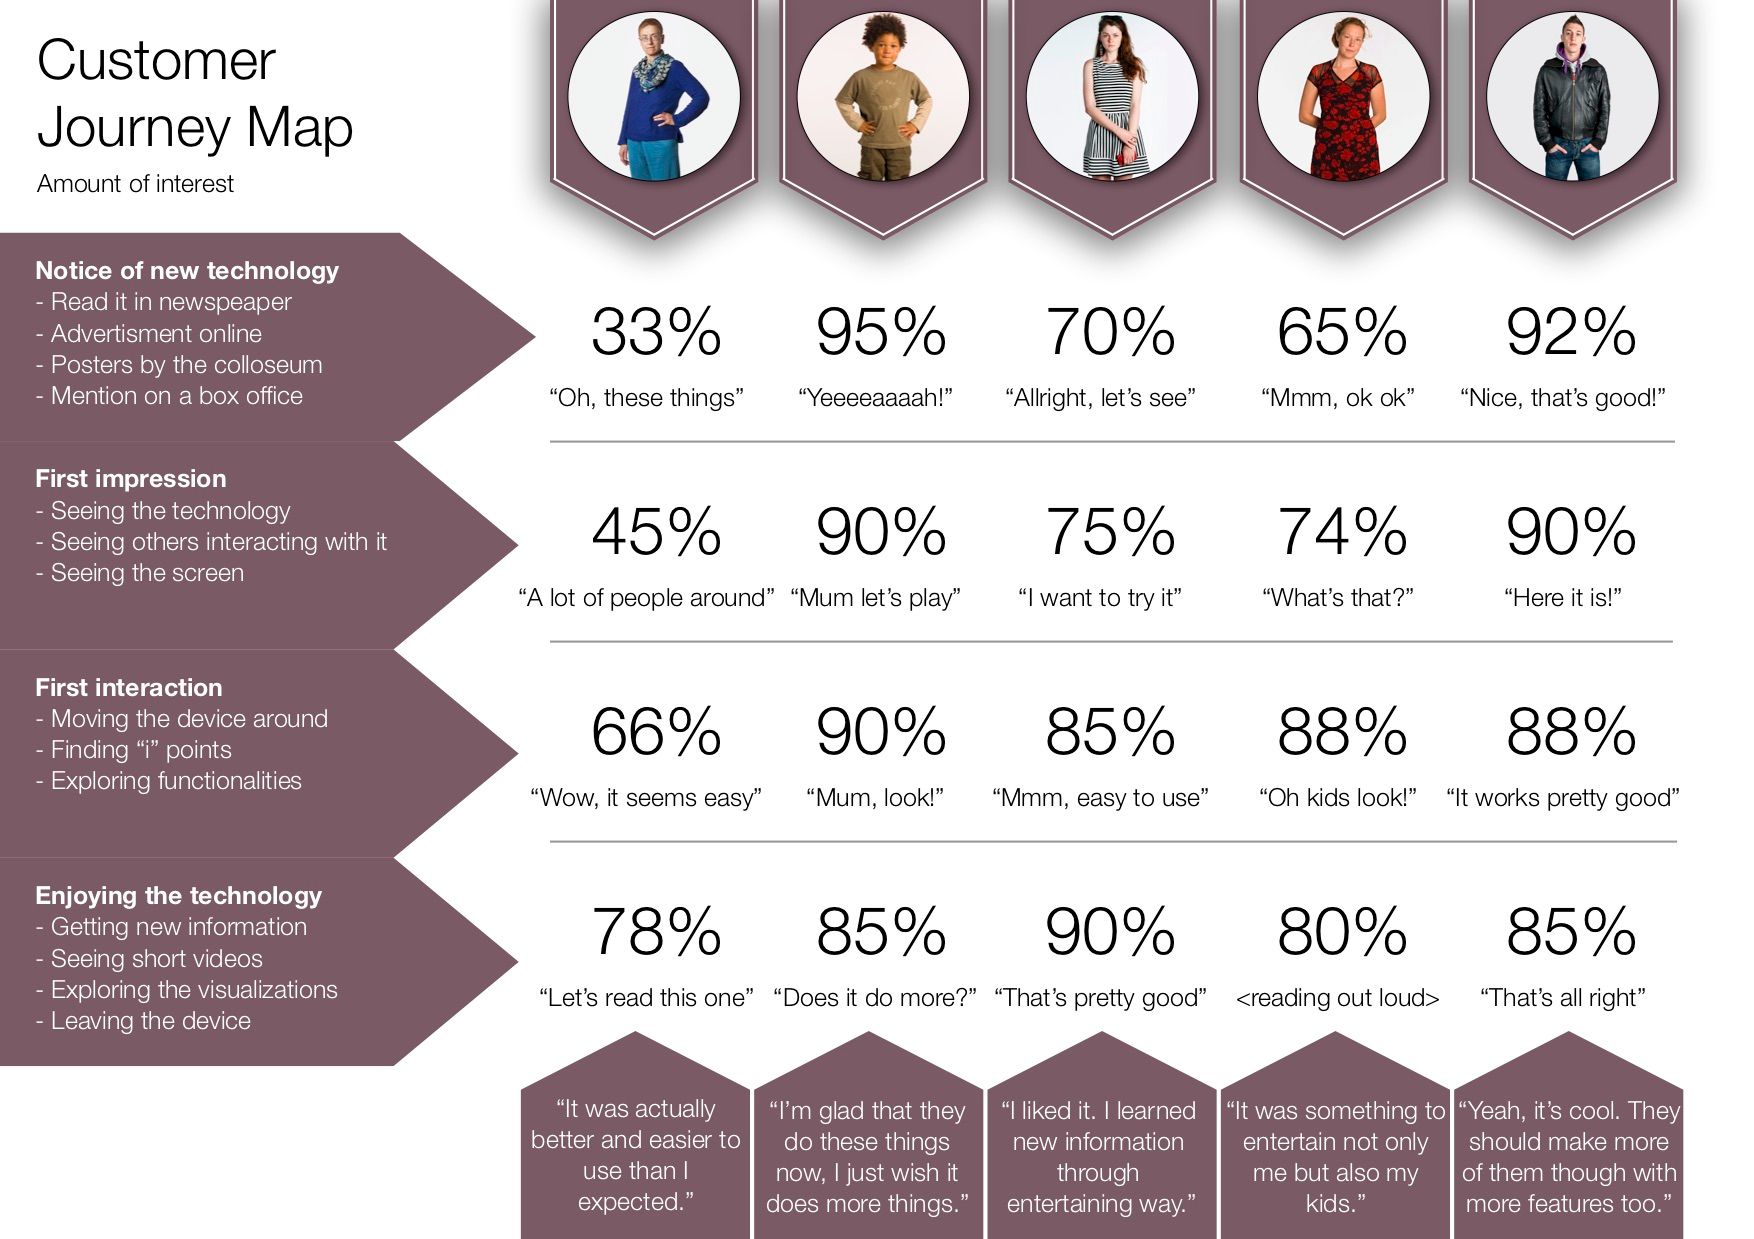 Customer
Journey Map
Amount of interest
Notice of new technology
- Read it in newspeaper
- Advertisment online
- Posters by the colloseum
- Mention on a box office
33% 95% 70% 65% 92%
“Oh, these things” “Yeeeeaaaah!” “Allright, let’s see” “Mmm, ok ok” “Nice, that’s good!”
First impression
- Seeing the technology
- Seeing others interacting with it
- Seeing the screen
45% 90% 75% 74% 90%
“A lot of people around” “Mum let’s play” “I want to try it” “What’s that?” “Here it is!”
First interaction
- Moving the device around
- Finding “i” points
- Exploring functionalities
66% 90% 85% 88% 88%
“Wow, it seems easy” “Mum, look!” “Mmm, easy to use” “Oh kids look!” “It works pretty good”
Enjoying the technology
- Getting new information
- Seeing short videos
- Exploring the visualizations
- Leaving the device
78% 85% 90% 80% 85%
“Let’s read this one” “Does it do more?” “That’s pretty good” <reading out loud> “That’s all right”
“It was actually
better and easier to
use than I
expected.”
“I’m glad that they
do these things
now, I just wish it
does more things.”
“I liked it. I learned
new information
through
entertaining way.”
“It was something to
entertain not only
me but also my
kids.”
“Yeah, it’s cool. They
should make more
of them though with
more features too.”